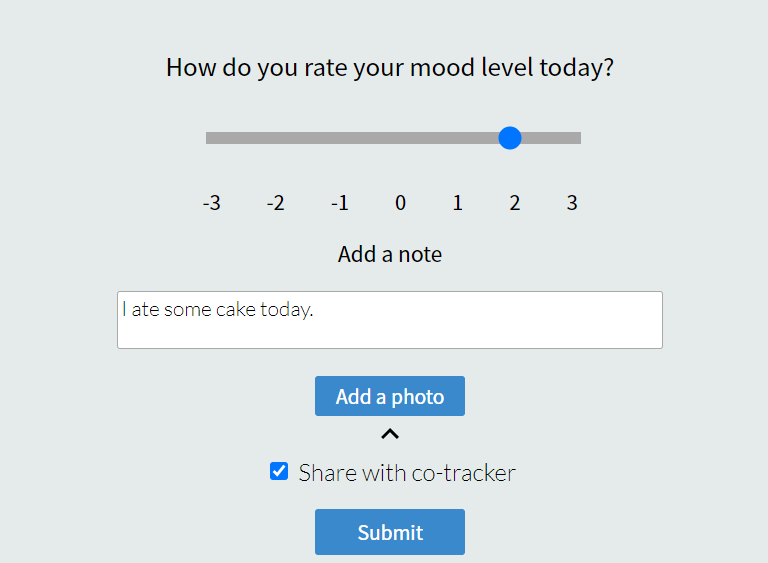 How do you rate your mood level today?
-3 -2 -1 0 1 2 3
Add a note
I ate some cake today.
Add a photo
Share with co-tracker
Submit